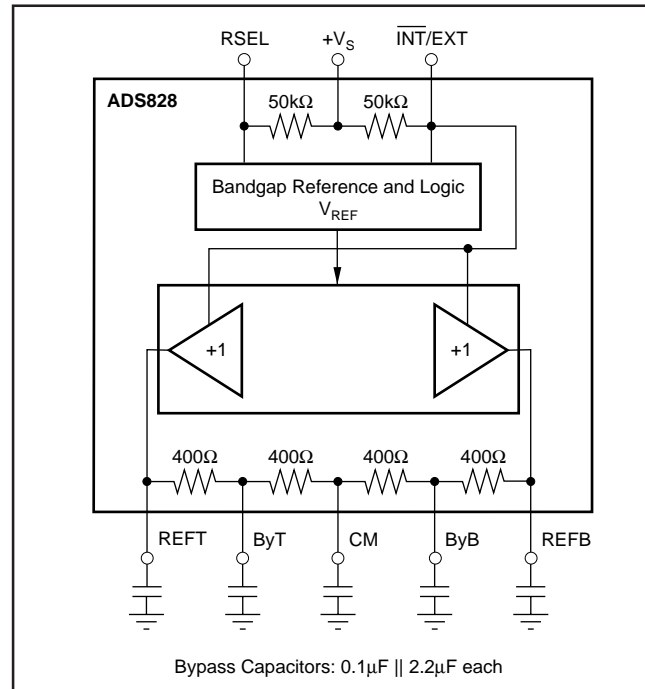 RSEL +V_S I̅N̅T̅/EXT
ADS828
50kΩ 50kΩ
Bandgap Reference and Logic
V_REF
+1 +1
400Ω 400Ω 400Ω 400Ω
REFT ByT CM ByB REFB
Bypass Capacitors: 0.1µF || 2.2µF each